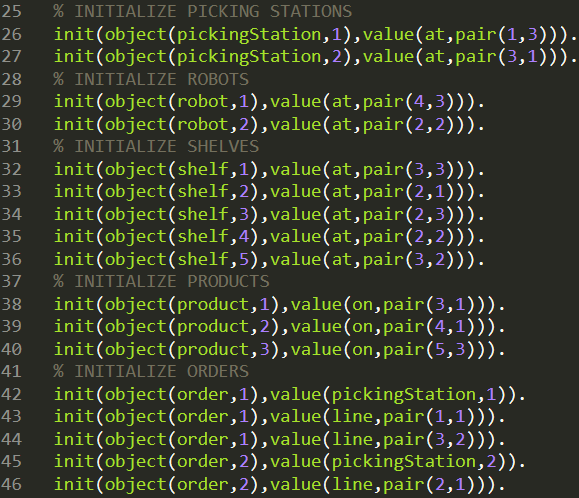 25 % INITIALIZE PICKING STATIONS
26 init(object(pickingStation,1),value(at,pair(1,3))).
27 init(object(pickingStation,2),value(at,pair(3,1))).
28 % INITIALIZE ROBOTS
29 init(object(robot,1),value(at,pair(4,3))).
30 init(object(robot,2),value(at,pair(2,2))).
31 % INITIALIZE SHELVES
32 init(object(shelf,1),value(at,pair(3,3))).
33 init(object(shelf,2),value(at,pair(2,1))).
34 init(object(shelf,3),value(at,pair(2,3))).
35 init(object(shelf,4),value(at,pair(2,2))).
36 init(object(shelf,5),value(at,pair(3,2))).
37 % INITIALIZE PRODUCTS
38 init(object(product,1),value(on,pair(3,1))).
39 init(object(product,2),value(on,pair(4,1))).
40 init(object(product,3),value(on,pair(5,3))).
41 % INITIALIZE ORDERS
42 init(object(order,1),value(pickingStation,1)).
43 init(object(order,1),value(line,pair(1,1))).
44 init(object(order,1),value(line,pair(3,2))).
45 init(object(order,2),value(pickingStation,2)).
46 init(object(order,2),value(line,pair(2,1))).